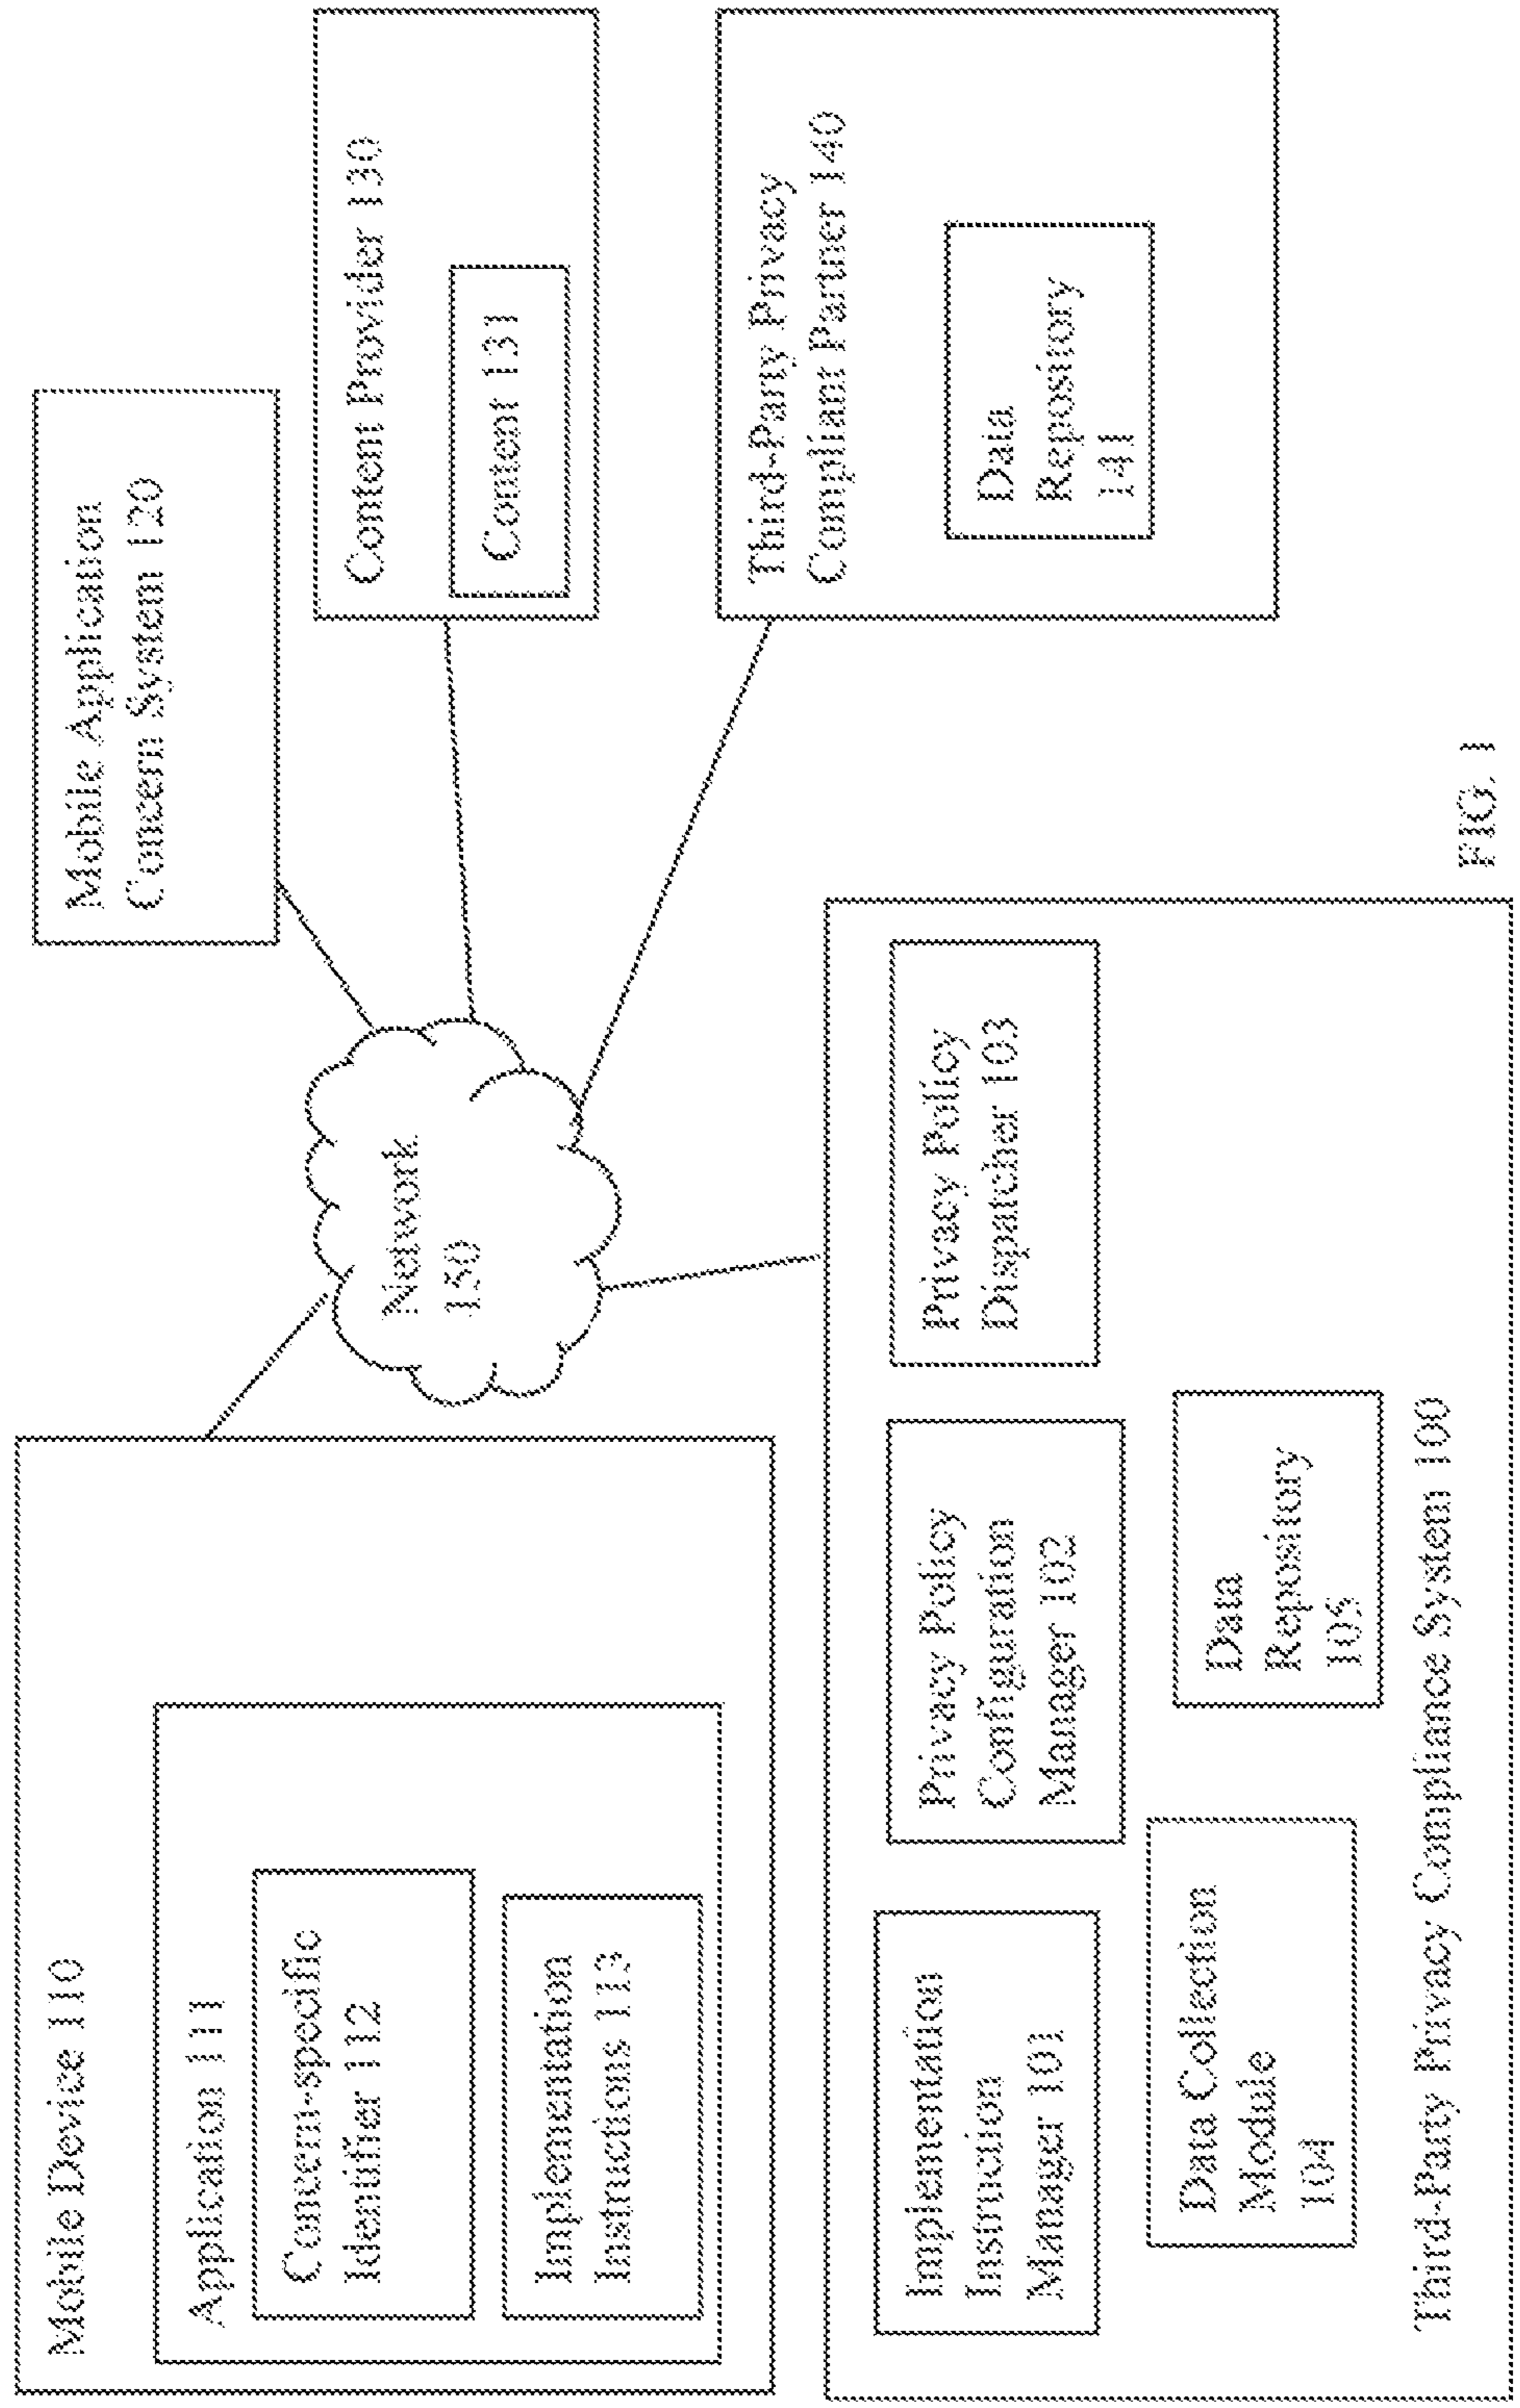 Mobile Device 110
Application 111
Concern-specific
Identifier 112
Implementation
Instructions 113
Network
150
Mobile Application
Concern System 120
Content Provider 130
Content 131
Third-Party Privacy
Compliant Partner 140
Data
Repository
141
Implementation
Instruction
Manager 101
Privacy Policy
Configuration
Manager 102
Privacy Policy
Dispatcher 103
Data Collection
Module
104
Data
Repository
105
Third-Party Privacy Compliance System 100
FIG. 1